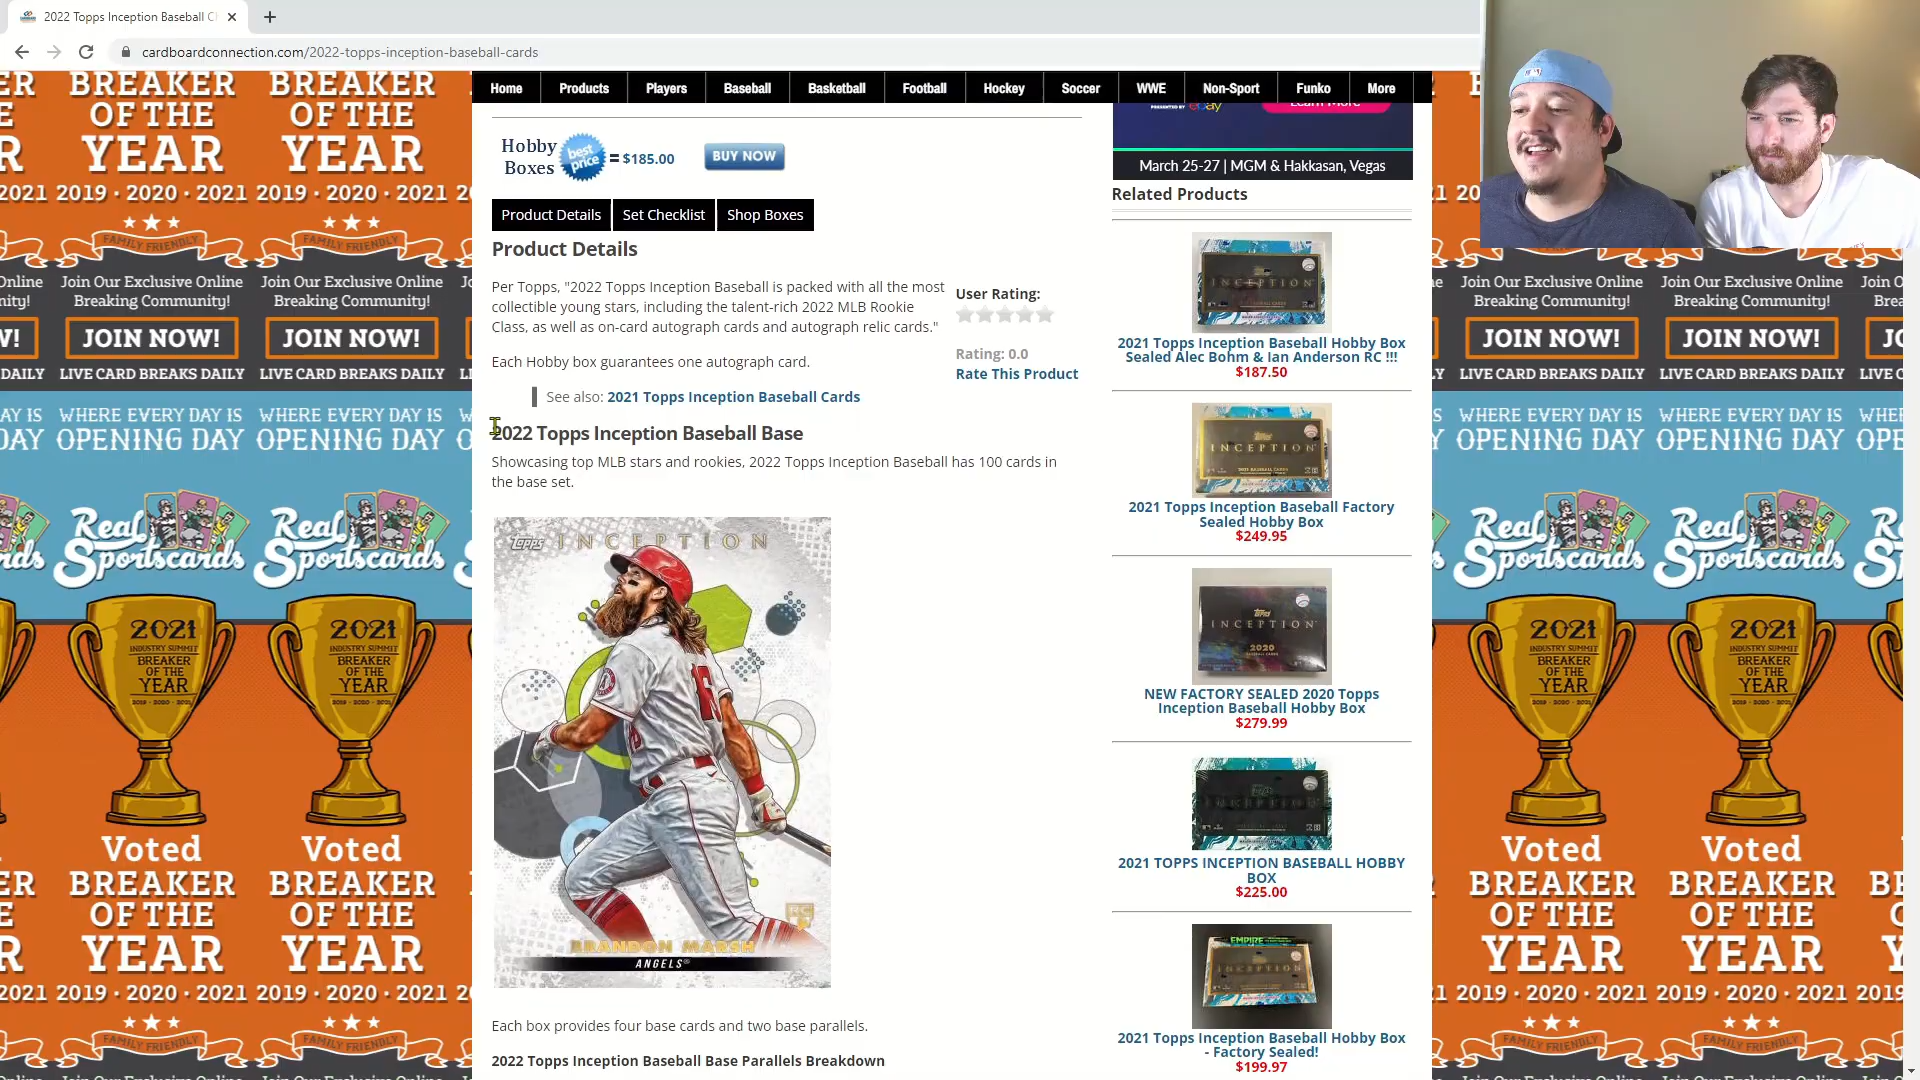 2022 Topps Inception Baseball C
cardboardconnection.com/2022-topps-inception-baseball-cards
Home Products Players Baseball Basketball Football Hockey Soccer WWE Non-Sport Funko More
Hobby Boxes best price = $185.00 BUY NOW
Product Details Set Checklist Shop Boxes
Product Details
Per Topps, "2022 Topps Inception Baseball is packed with all the most
collectible young stars, including the talent-rich 2022 MLB Rookie
Class, as well as on-card autograph cards and autograph relic cards."
Each Hobby box guarantees one autograph card.
User Rating:
Rating: 0.0
Rate This Product
See also: 2021 Topps Inception Baseball Cards
2022 Topps Inception Baseball Base
Showcasing top MLB stars and rookies, 2022 Topps Inception Baseball has 100 cards in
the base set.
Topps INCEPTION
BRANDON MARSH
ANGELS
Each box provides four base cards and two base parallels.
2022 Topps Inception Baseball Base Parallels Breakdown
PRESENTED BY ebay Learn More
March 25-27 | MGM & Hakkasan, Vegas
Related Products
2021 Topps Inception Baseball Hobby Box
Sealed Alec Bohm & Ian Anderson RC !!!
$187.50
2021 Topps Inception Baseball Factory
Sealed Hobby Box
$249.95
NEW FACTORY SEALED 2020 Topps
Inception Baseball Hobby Box
$279.99
2021 TOPPS INCEPTION BASEBALL HOBBY
BOX
$225.00
2021 Topps Inception Baseball Hobby Box
- Factory Sealed!
$199.97
BREAKER
OF THE
YEAR
2019 • 2020 • 2021
FAMILY FRIENDLY
Join Our Exclusive Online
Breaking Community!
JOIN NOW!
LIVE CARD BREAKS DAILY
WHERE EVERY DAY IS
OPENING DAY
Real
Sportscards
2021
INDUSTRY SUMMIT
BREAKER
OF THE
YEAR
Voted
BREAKER
OF THE
YEAR
2019 • 2020 • 2021
FAMILY FRIENDLY